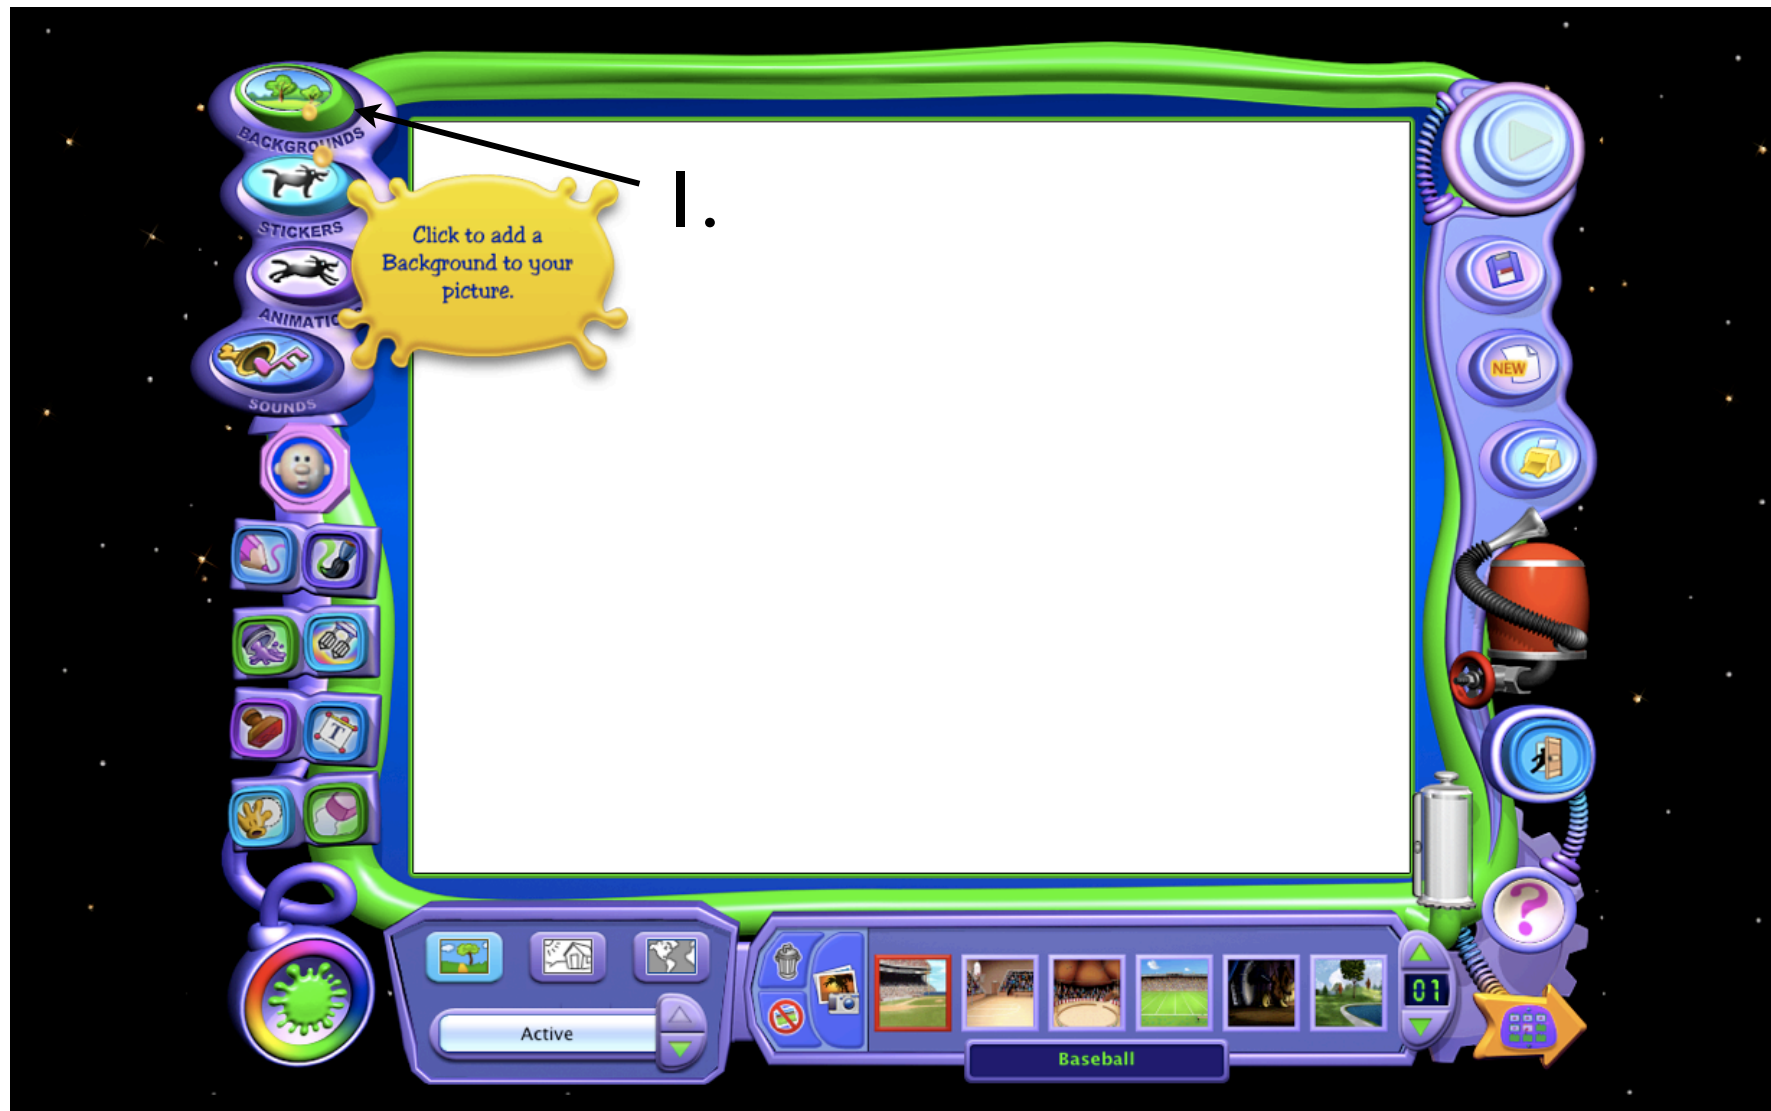 BACKGROUNDS
1.
STICKERS
Click to add a
Background to your
picture.
ANIMATIO
SOUNDS
NEW
T
?
Active
01
Baseball